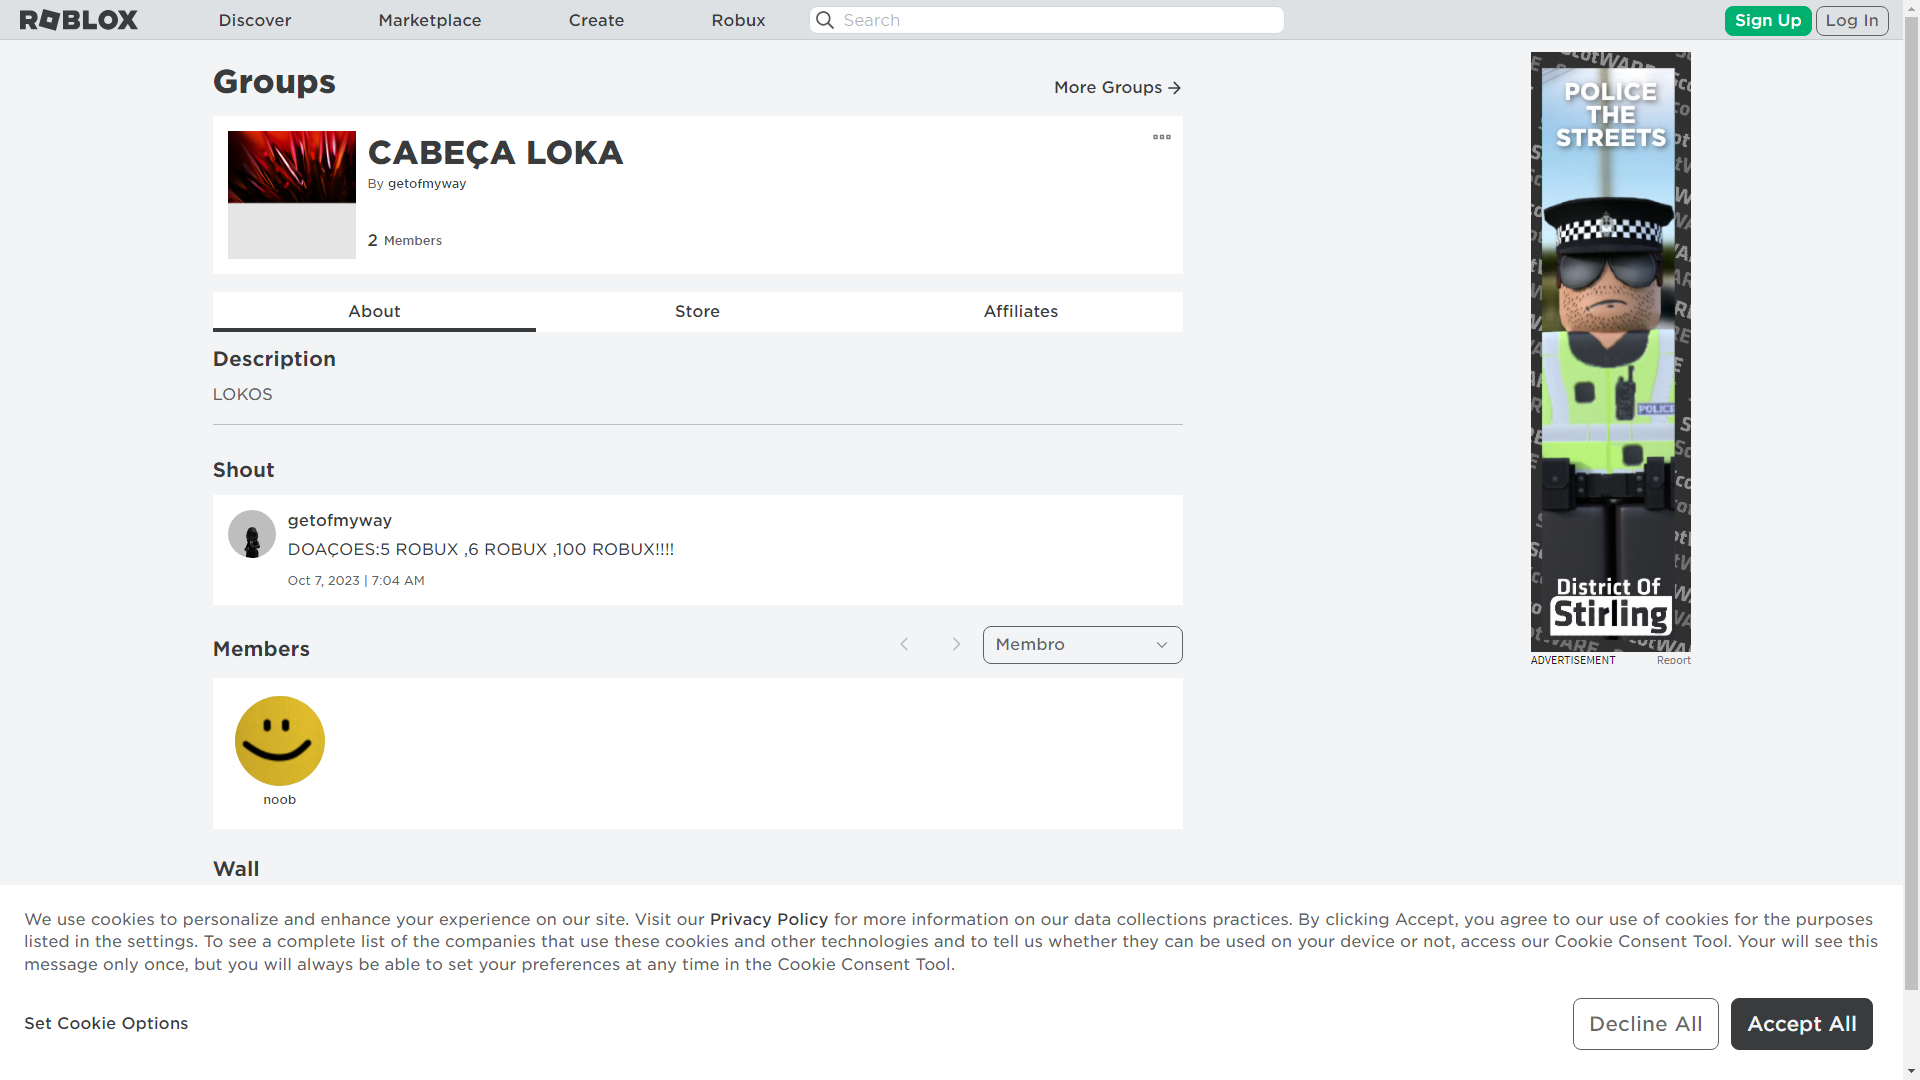 ROBLOX
Discover
Marketplace
Create
Robux
Search
Sign Up
Log In
Groups
More Groups
CABEÇA LOKA
By getofmyway
2 Members
About
Store
Affiliates
Description
LOKOS
Shout
getofmyway
DOAÇOES:5 ROBUX ,6 ROBUX ,100 ROBUX!!!!
Oct 7, 2023 | 7:04 AM
Members
Membro
noob
Wall
POLICE
THE
STREETS
POLICE
District Of
Stirling
ADVERTISEMENT
Report
We use cookies to personalize and enhance your experience on our site. Visit our Privacy Policy for more information on our data collections practices. By clicking Accept, you agree to our use of cookies for the purposes
listed in the settings. To see a complete list of the companies that use these cookies and other technologies and to tell us whether they can be used on your device or not, access our Cookie Consent Tool. Your will see this
message only once, but you will always be able to set your preferences at any time in the Cookie Consent Tool.
Set Cookie Options
Decline All
Accept All